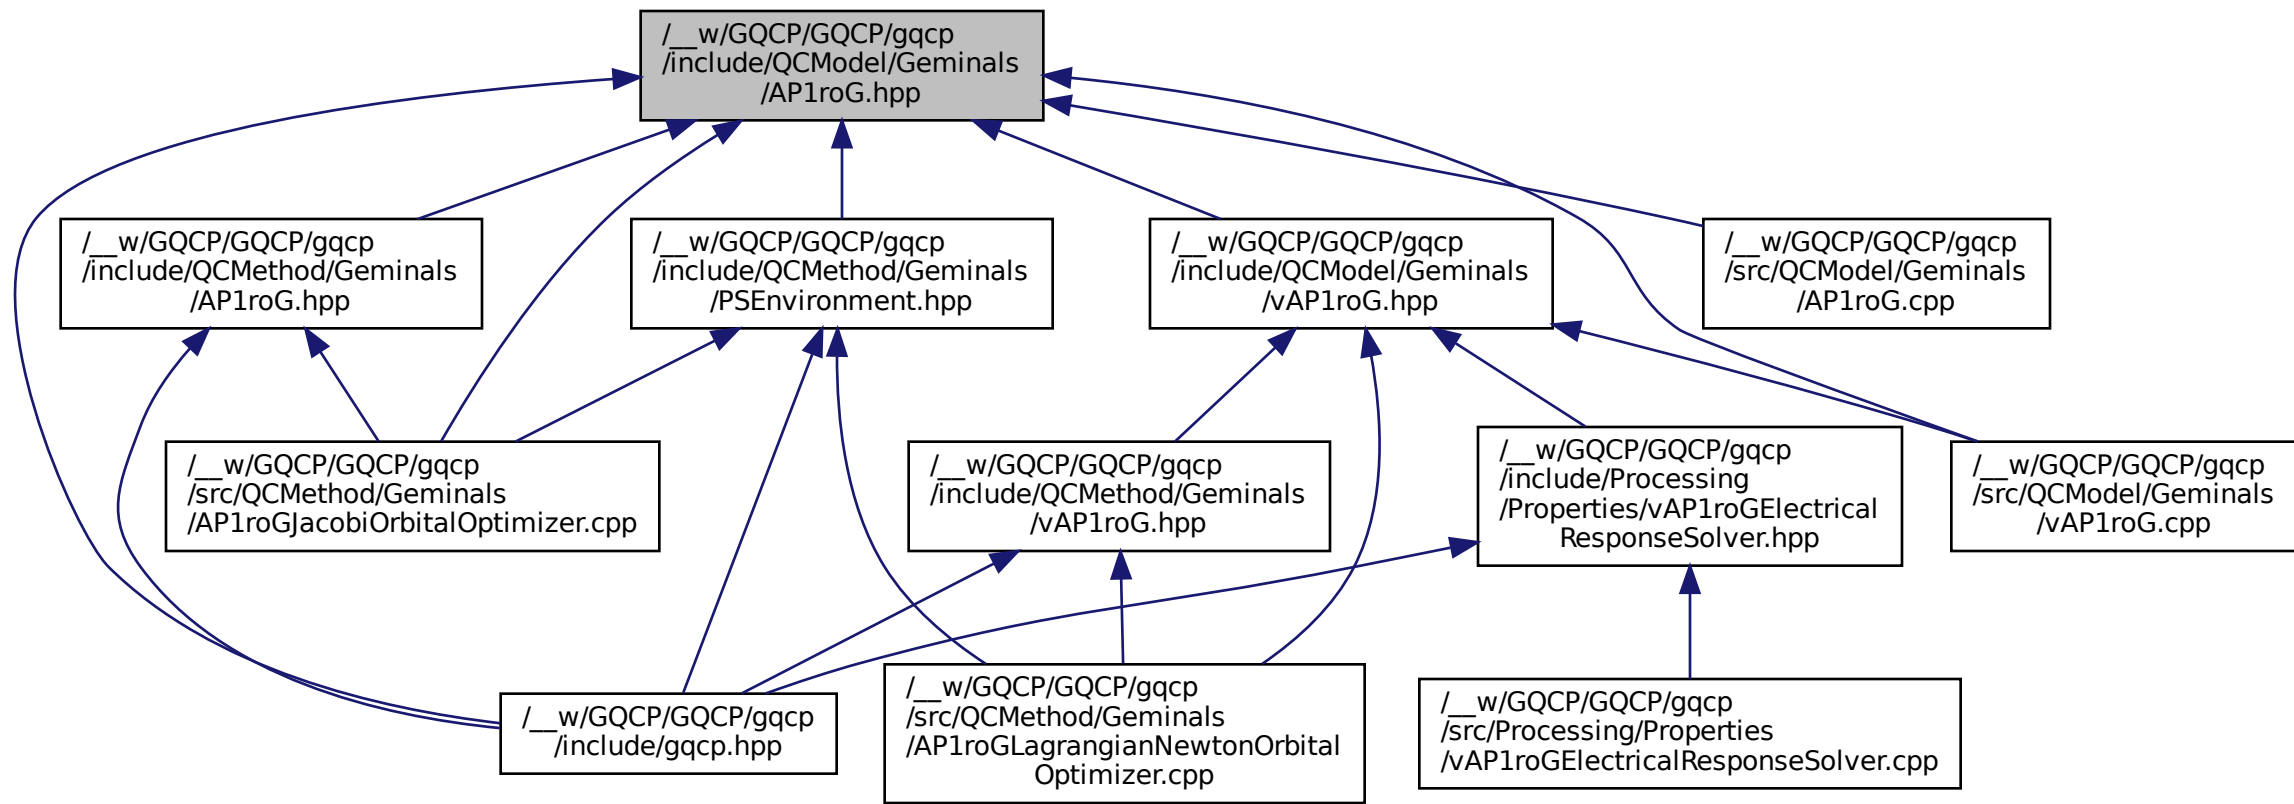 /__w/GQCP/GQCP/gqcp
/include/QCModel/Geminals
/AP1roG.hpp
/__w/GQCP/GQCP/gqcp
/include/QCMethod/Geminals
/AP1roG.hpp
/__w/GQCP/GQCP/gqcp
/include/QCMethod/Geminals
/PSEnvironment.hpp
/__w/GQCP/GQCP/gqcp
/include/QCModel/Geminals
/vAP1roG.hpp
/__w/GQCP/GQCP/gqcp
/src/QCModel/Geminals
/AP1roG.cpp
/__w/GQCP/GQCP/gqcp
/src/QCMethod/Geminals
/AP1roGJacobiOrbitalOptimizer.cpp
/__w/GQCP/GQCP/gqcp
/include/QCMethod/Geminals
/vAP1roG.hpp
/__w/GQCP/GQCP/gqcp
/include/Processing
/Properties/vAP1roGElectrical
ResponseSolver.hpp
/__w/GQCP/GQCP/gqcp
/src/QCModel/Geminals
/vAP1roG.cpp
/__w/GQCP/GQCP/gqcp
/include/gqcp.hpp
/__w/GQCP/GQCP/gqcp
/src/QCMethod/Geminals
/AP1roGLagrangianNewtonOrbital
Optimizer.cpp
/__w/GQCP/GQCP/gqcp
/src/Processing/Properties
/vAP1roGElectricalResponseSolver.cpp